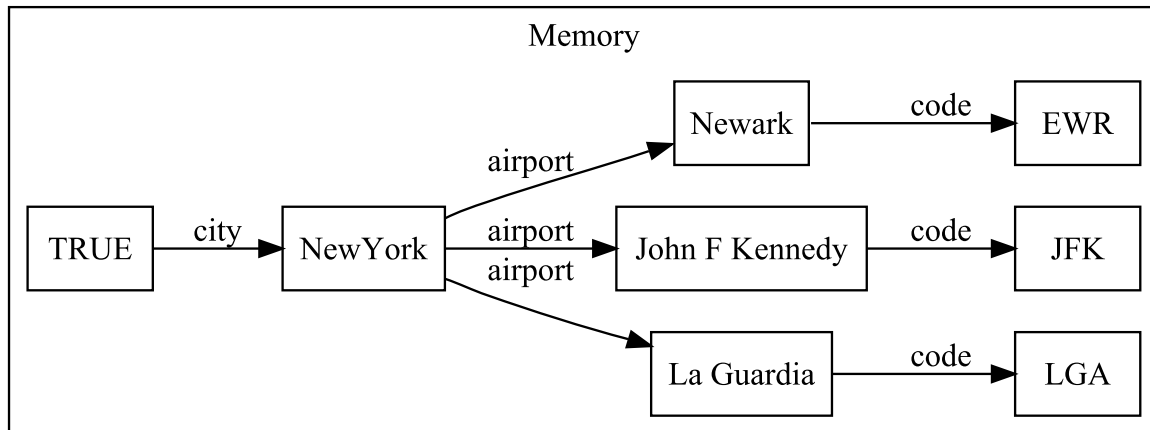 Memory
Newark
code
EWR
airport
TRUE
city
NewYork
airport
John F Kennedy
code
JFK
airport
La Guardia
code
LGA